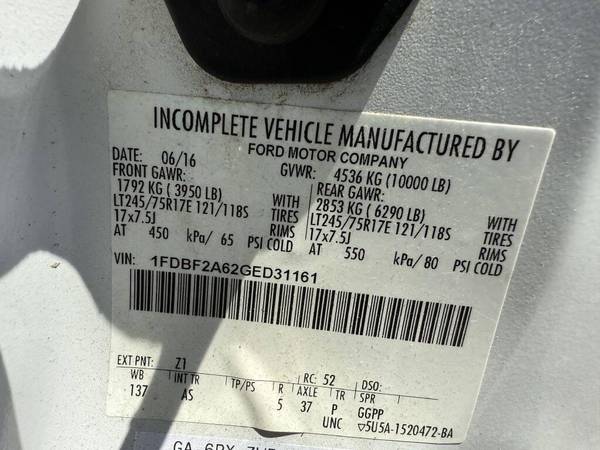 INCOMPLETE VEHICLE MANUFACTURED BY
FORD MOTOR COMPANY
DATE: 06/16 GVWR: 4536 KG (10000 LB)
FRONT GAWR: REAR GAWR:
1792 KG ( 3950 LB) WITH 2853 KG ( 6290 LB) WITH
LT245/75R17E 121/118S TIRES LT245/75R17E 121/118S TIRES
17x7.5J RIMS 17x7.5J RIMS
AT 450 kPa/ 65 PSI COLD AT 550 kPa/ 80 PSI COLD
VIN: 1FDBF2A62GED31161
EXT PNT: Z1 RC: 52 DSO:
WB INT TR TP/PS R AXLE TR SPR
137 AS 5 37 P GGPP
UNC ▽5U5A-1520472-BA